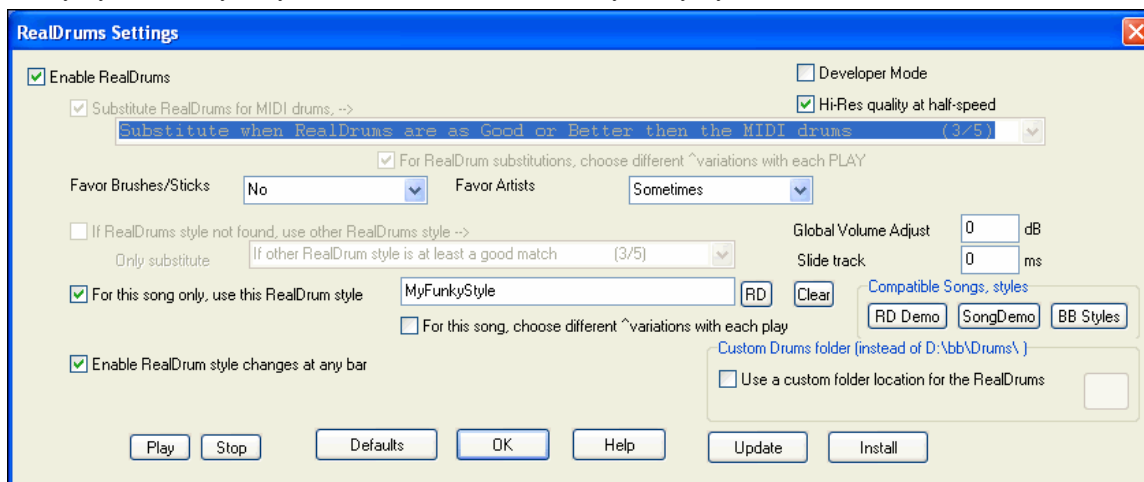 RealDrums Settings
Enable RealDrums
Developer Mode
Substitute RealDrums for MIDI drums, -->
Hi-Res quality at half-speed
Substitute when RealDrums are as Good or Better then the MIDI drums (3/5)
For RealDrum substitutions, choose different ^variations with each PLAY
Favor Brushes/Sticks No Favor Artists Sometimes
If RealDrums style not found, use other RealDrums style -->
Global Volume Adjust 0 dB
Only substitute If other RealDrum style is at least a good match (3/5)
Slide track 0 ms
For this song only, use this RealDrum style MyFunkyStyle RD Clear
Compatible Songs, styles
RD Demo SongDemo BB Styles
For this song, choose different ^variations with each play
Enable RealDrum style changes at any bar
Custom Drums folder (instead of D:\bb\Drums\ )
Use a custom folder location for the RealDrums
Play Stop Defaults OK Help Update Install